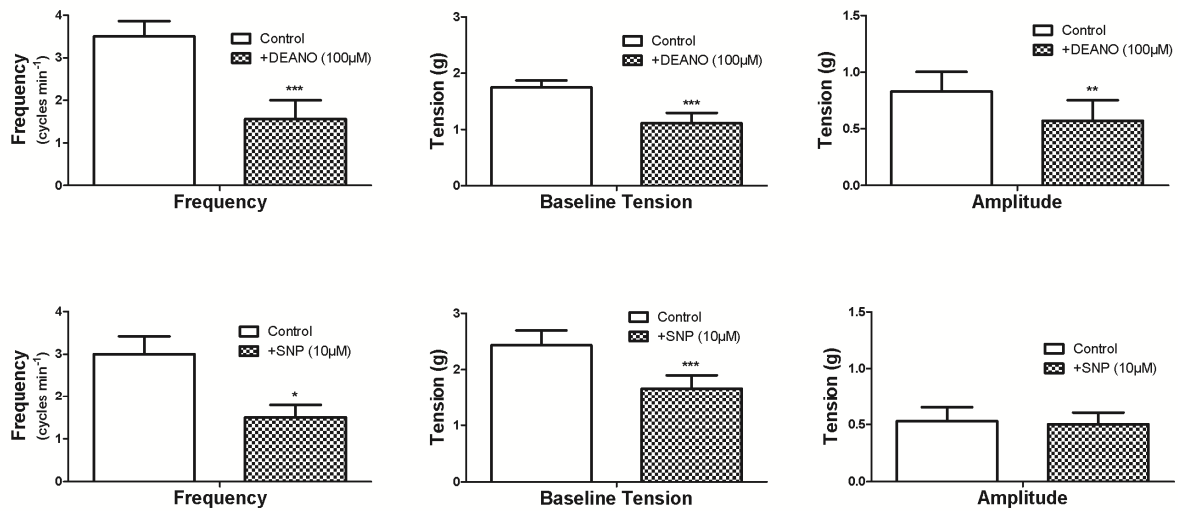 Frequency
(cycles min-1)
4
3
2
1
0
Control
+DEANO (100µM)
***
Frequency
Tension (g)
3
2
1
0
Control
+DEANO (100µM)
***
Baseline Tension
Tension (g)
1.5
1.0
0.5
0.0
Control
+DEANO (100µM)
**
Amplitude
Frequency
(cycles min-1)
4
3
2
1
0
Control
+SNP (10µM)
*
Frequency
Tension (g)
3
2
1
0
Control
+SNP (10µM)
***
Baseline Tension
Tension (g)
1.5
1.0
0.5
0.0
Control
+SNP (10µM)
Amplitude